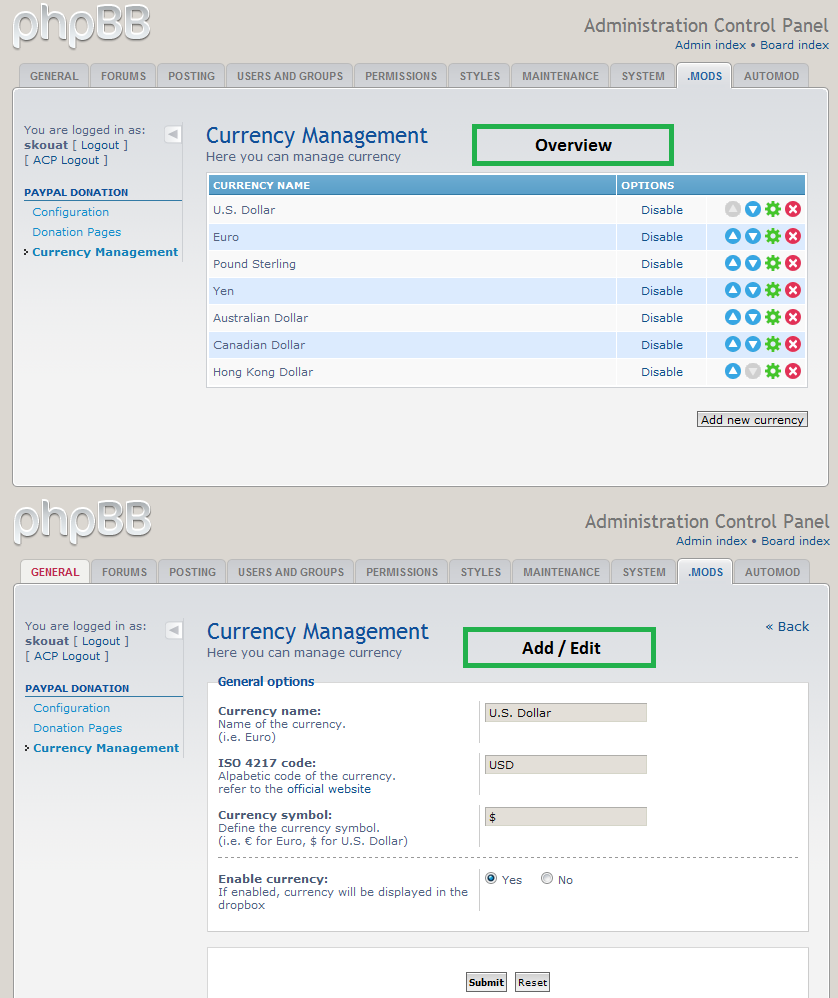 phpBB
Administration Control Panel
Admin index • Board index
GENERAL FORUMS POSTING USERS AND GROUPS PERMISSIONS STYLES MAINTENANCE SYSTEM .MODS AUTOMOD
You are logged in as:
skouat [ Logout ]
[ ACP Logout ]
PAYPAL DONATION
Configuration
Donation Pages
Currency Management
Currency Management
Here you can manage currency
Overview
CURRENCY NAME OPTIONS
U.S. Dollar Disable
Euro Disable
Pound Sterling Disable
Yen Disable
Australian Dollar Disable
Canadian Dollar Disable
Hong Kong Dollar Disable
Add new currency
phpBB
Administration Control Panel
Admin index • Board index
GENERAL FORUMS POSTING USERS AND GROUPS PERMISSIONS STYLES MAINTENANCE SYSTEM .MODS AUTOMOD
You are logged in as:
skouat [ Logout ]
[ ACP Logout ]
PAYPAL DONATION
Configuration
Donation Pages
Currency Management
« Back
Currency Management
Here you can manage currency
Add / Edit
General options
Currency name: U.S. Dollar
Name of the currency.
(i.e. Euro)
ISO 4217 code: USD
Alpabetic code of the currency.
refer to the official website
Currency symbol: $
Define the currency symbol.
(i.e. € for Euro, $ for U.S. Dollar)
Enable currency: Yes No
If enabled, currency will be displayed in the
dropbox
Submit Reset